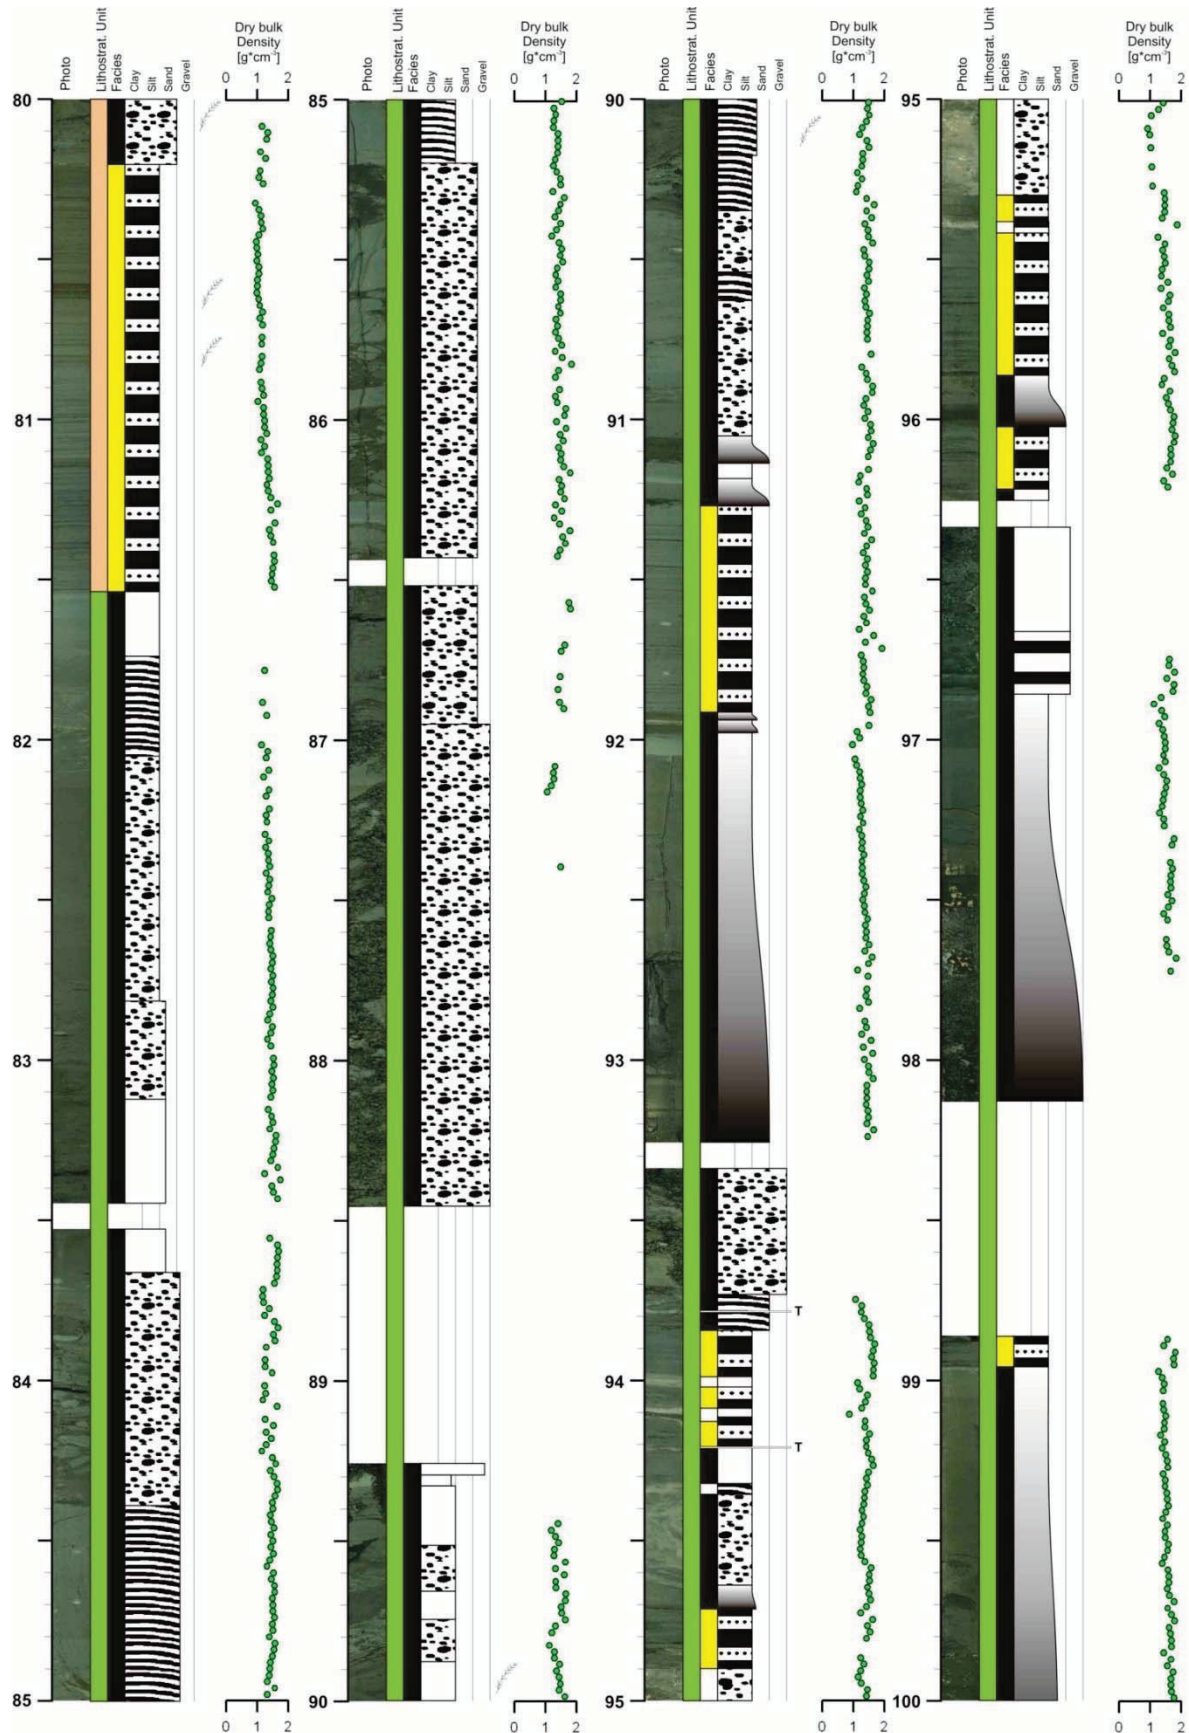 Photo
Lithostrat. Unit
Facies
Clay
Silt
Sand
Gravel
Dry bulk
Density
[g*cm⁻³]
0 1 2
80
81
82
83
84
85
0 1 2
Photo
Lithostrat. Unit
Facies
Clay
Silt
Sand
Gravel
Dry bulk
Density
[g*cm⁻³]
0 1 2
85
86
87
88
89
90
0 1 2
Photo
Lithostrat. Unit
Facies
Clay
Silt
Sand
Gravel
Dry bulk
Density
[g*cm⁻³]
0 1 2
90
91
92
93
T
94
T
95
0 1 2
Photo
Lithostrat. Unit
Facies
Clay
Silt
Sand
Gravel
Dry bulk
Density
[g*cm⁻³]
0 1 2
95
96
97
98
99
100
0 1 2